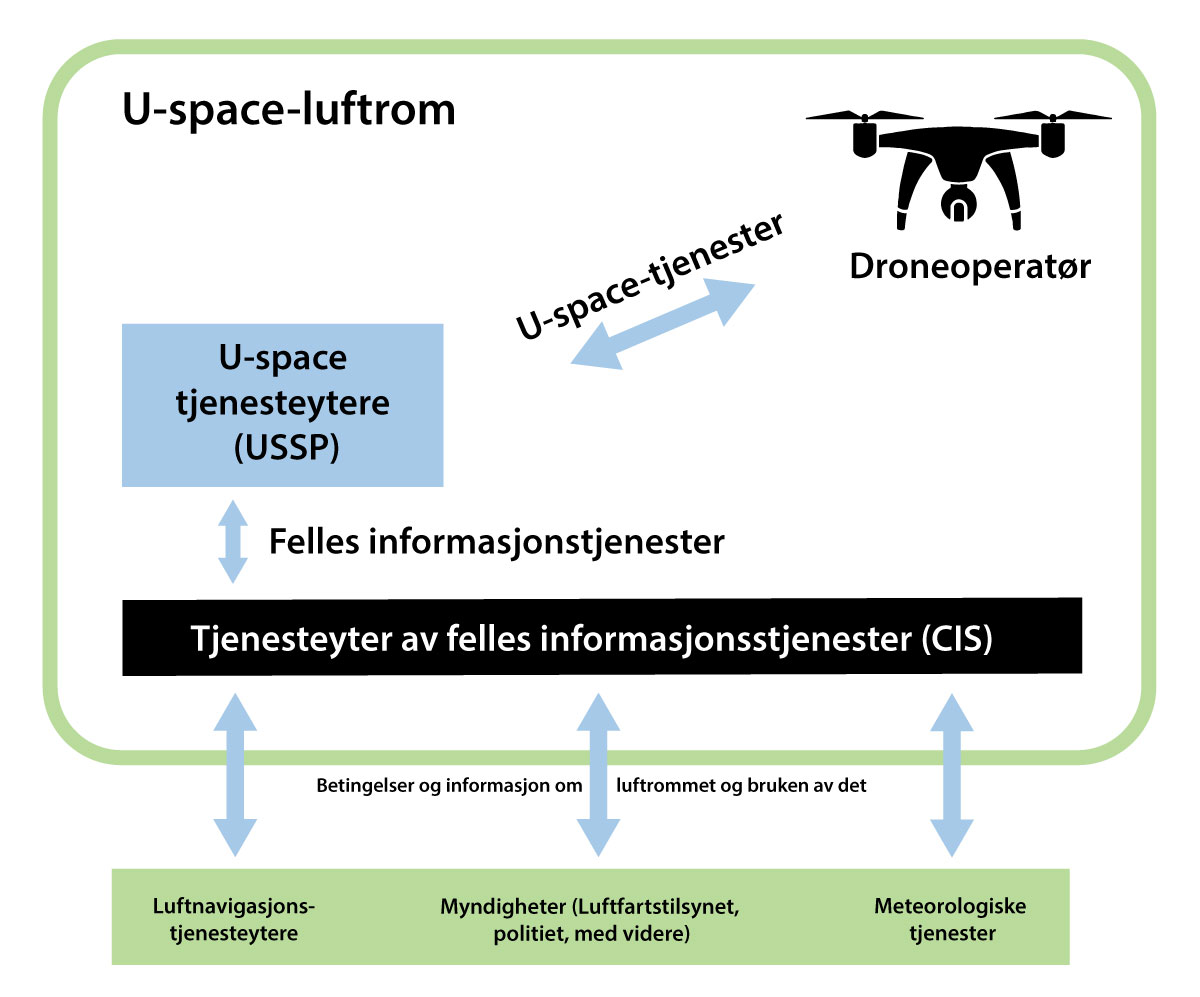 U-space-luftrom
Droneoperatør
U-space-tjenester
U-space
tjenesteytere
(USSP)
Felles informasjonstjenester
Tjenesteyter av felles informasjonsstjenester (CIS)
Betingelser og informasjon om luftrommet og bruken av det
Luftnavigasjons-
tjenesteytere
Myndigheter (Luftfartstilsynet,
politiet, med videre)
Meteorologiske
tjenester